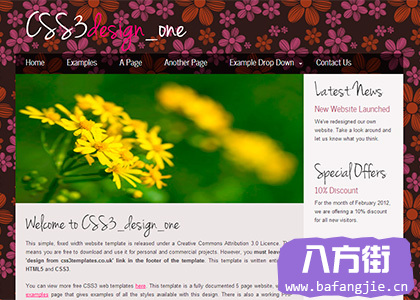 CSS3design_one
Home Examples A Page Another Page Example Drop Down Contact Us
Latest News
New Website Launched
We've redesigned our own
website. Take a look around and
let us know what you think.
Special Offers
10% Discount
For the month of February 2012,
we are offering a 10% discount
for all new visitors.
Welcome to CSS3_design_one
This simple, fixed width website template is released under a Creative Commons Attribution 3.0 Licence. This
means you are free to download and use it for personal and commercial projects. However, you must leave
'design from css3templates.co.uk' link in the footer of the template. This template is written
HTML5 and CSS3.
You can view more free CSS3 web templates here. This template is a fully documented 5 page website, w
examples page that gives examples of all the styles available with this design. There is also a working PHP
八方街
www.bafangjie.cn